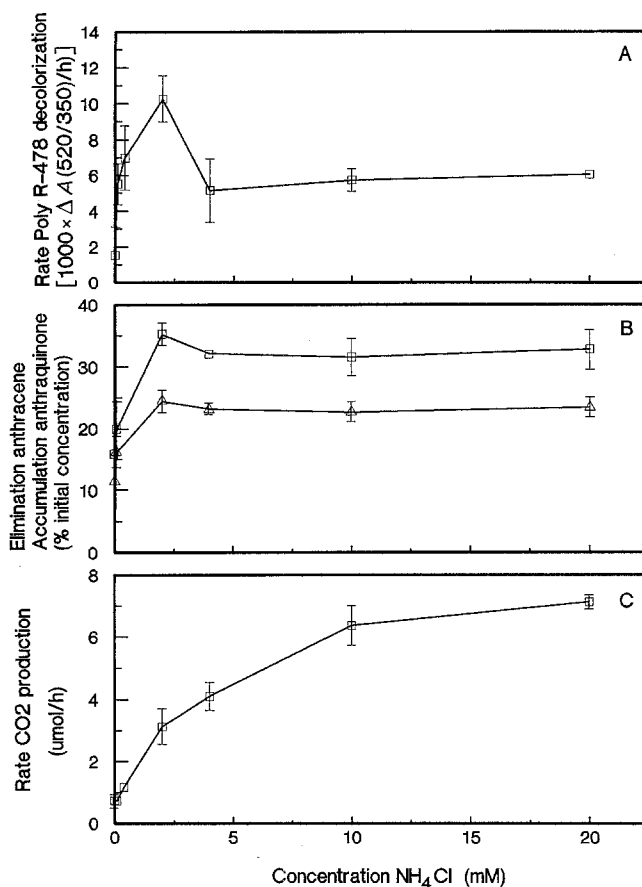 A
14
12
10
8
6
4
2
0
Rate Poly R-478 decolorization
[1000 × Δ A (520/350)/h)]
B
40
30
20
10
0
Elimination anthracene
Accumulation anthraquinone
(% initial concentration)
C
8
6
4
2
0
Rate CO2 production
(umol/h)
0 5 10 15 20
Concentration NH4Cl (mM)